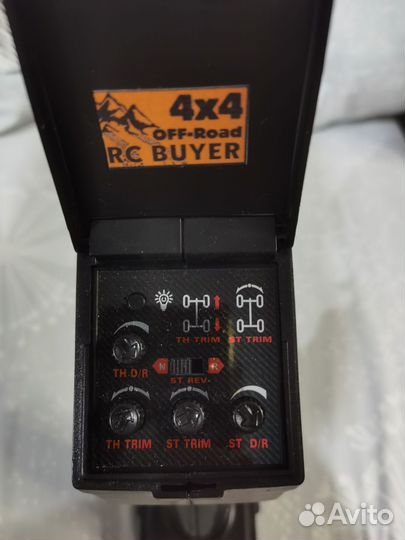 4x4
OFF-Road
RC BUYER
TH TRIM
ST TRIM
TH D/R
N
R
ST. REV.
TH TRIM
ST TRIM
ST D/R
Avito